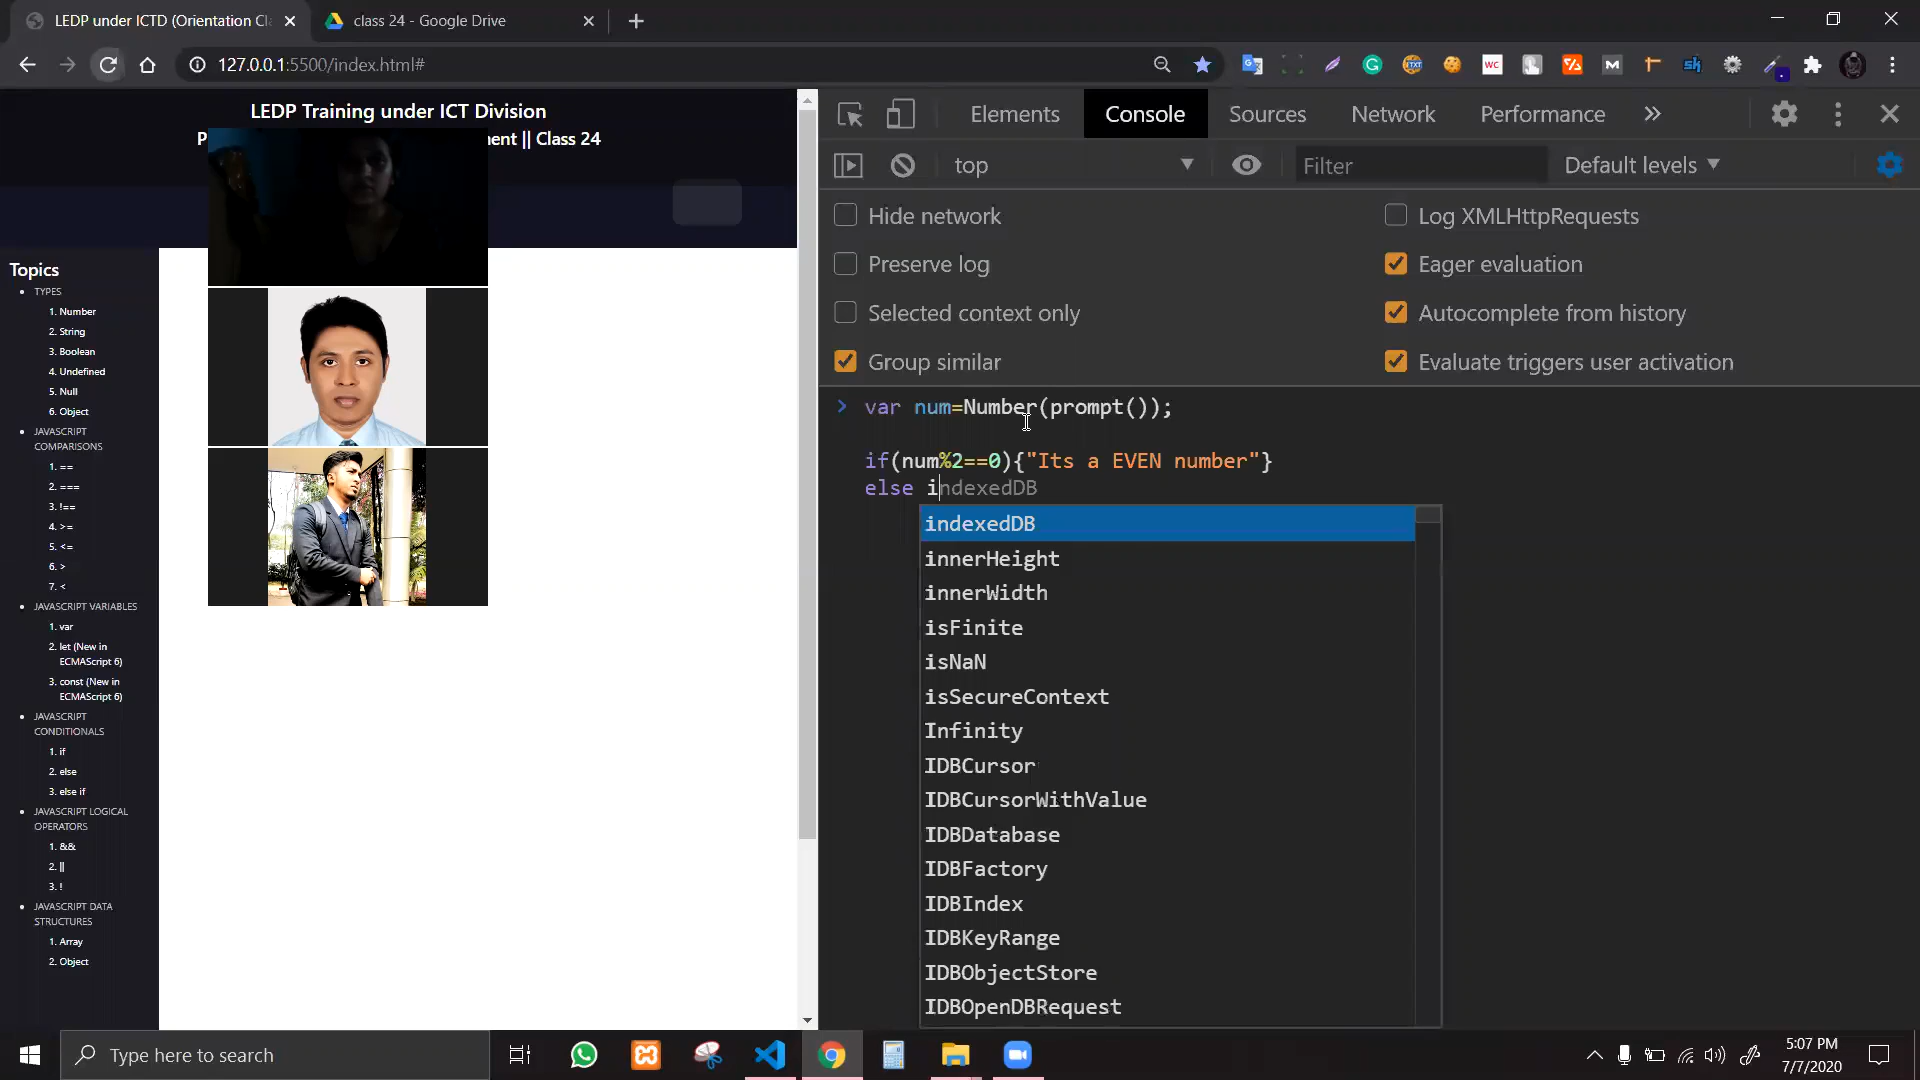 LEDP under ICTD (Orientation Cl
class 24 - Google Drive
127.0.0.1:5500/index.html#
LEDP Training under ICT Division
P
ment || Class 24
Topics
TYPES
1. Number
2. String
3. Boolean
4. Undefined
5. Null
6. Object
JAVASCRIPT
COMPARISONS
1. ==
2. ===
3. !==
4. >=
5. <=
6. >
7. <
JAVASCRIPT VARIABLES
1. var
2. let (New in
ECMAScript 6)
3. const (New in
ECMAScript 6)
JAVASCRIPT
CONDITIONALS
1. if
2. else
3. else if
JAVASCRIPT LOGICAL
OPERATORS
1. &&
2. ||
3. !
JAVASCRIPT DATA
STRUCTURES
1. Array
2. Object
Elements
Console
Sources
Network
Performance
top
Filter
Default levels
Hide network
Log XMLHttpRequests
Preserve log
Eager evaluation
Selected context only
Autocomplete from history
Group similar
Evaluate triggers user activation
var num=Number(prompt());
if(num%2==0){"Its a EVEN number"}
else indexedDB
indexedDB
innerHeight
innerWidth
isFinite
isNaN
isSecureContext
Infinity
IDBCursor
IDBCursorWithValue
IDBDatabase
IDBFactory
IDBIndex
IDBKeyRange
IDBObjectStore
IDBOpenDBRequest
Type here to search
5:07 PM
7/7/2020